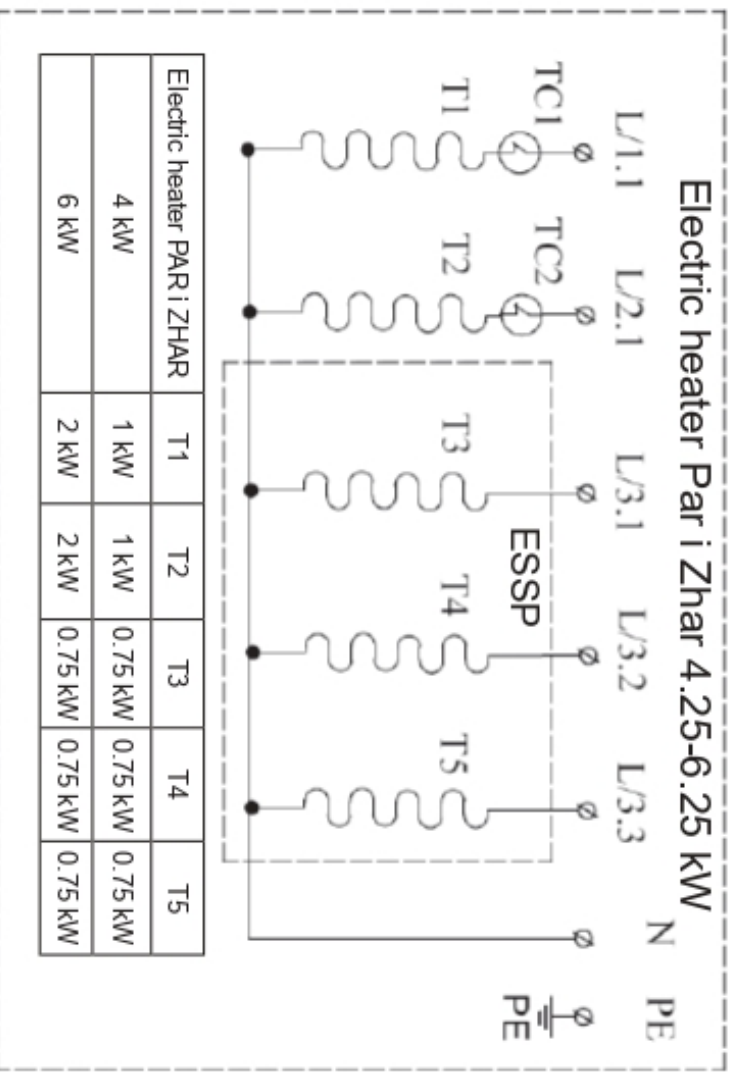 Electric heater Par i Zhar 4.25-6.25 kW
L/1.1 L/2.1 L/3.1 L/3.2 L/3.3 N PE
TC1 TC2 ESSP PE
T1 T2 T3 T4 T5
Electric heater PAR i ZHAR T1 T2 T3 T4 T5
4 kW 1 kW 1 kW 0.75 kW 0.75 kW 0.75 kW
6 kW 2 kW 2 kW 0.75 kW 0.75 kW 0.75 kW